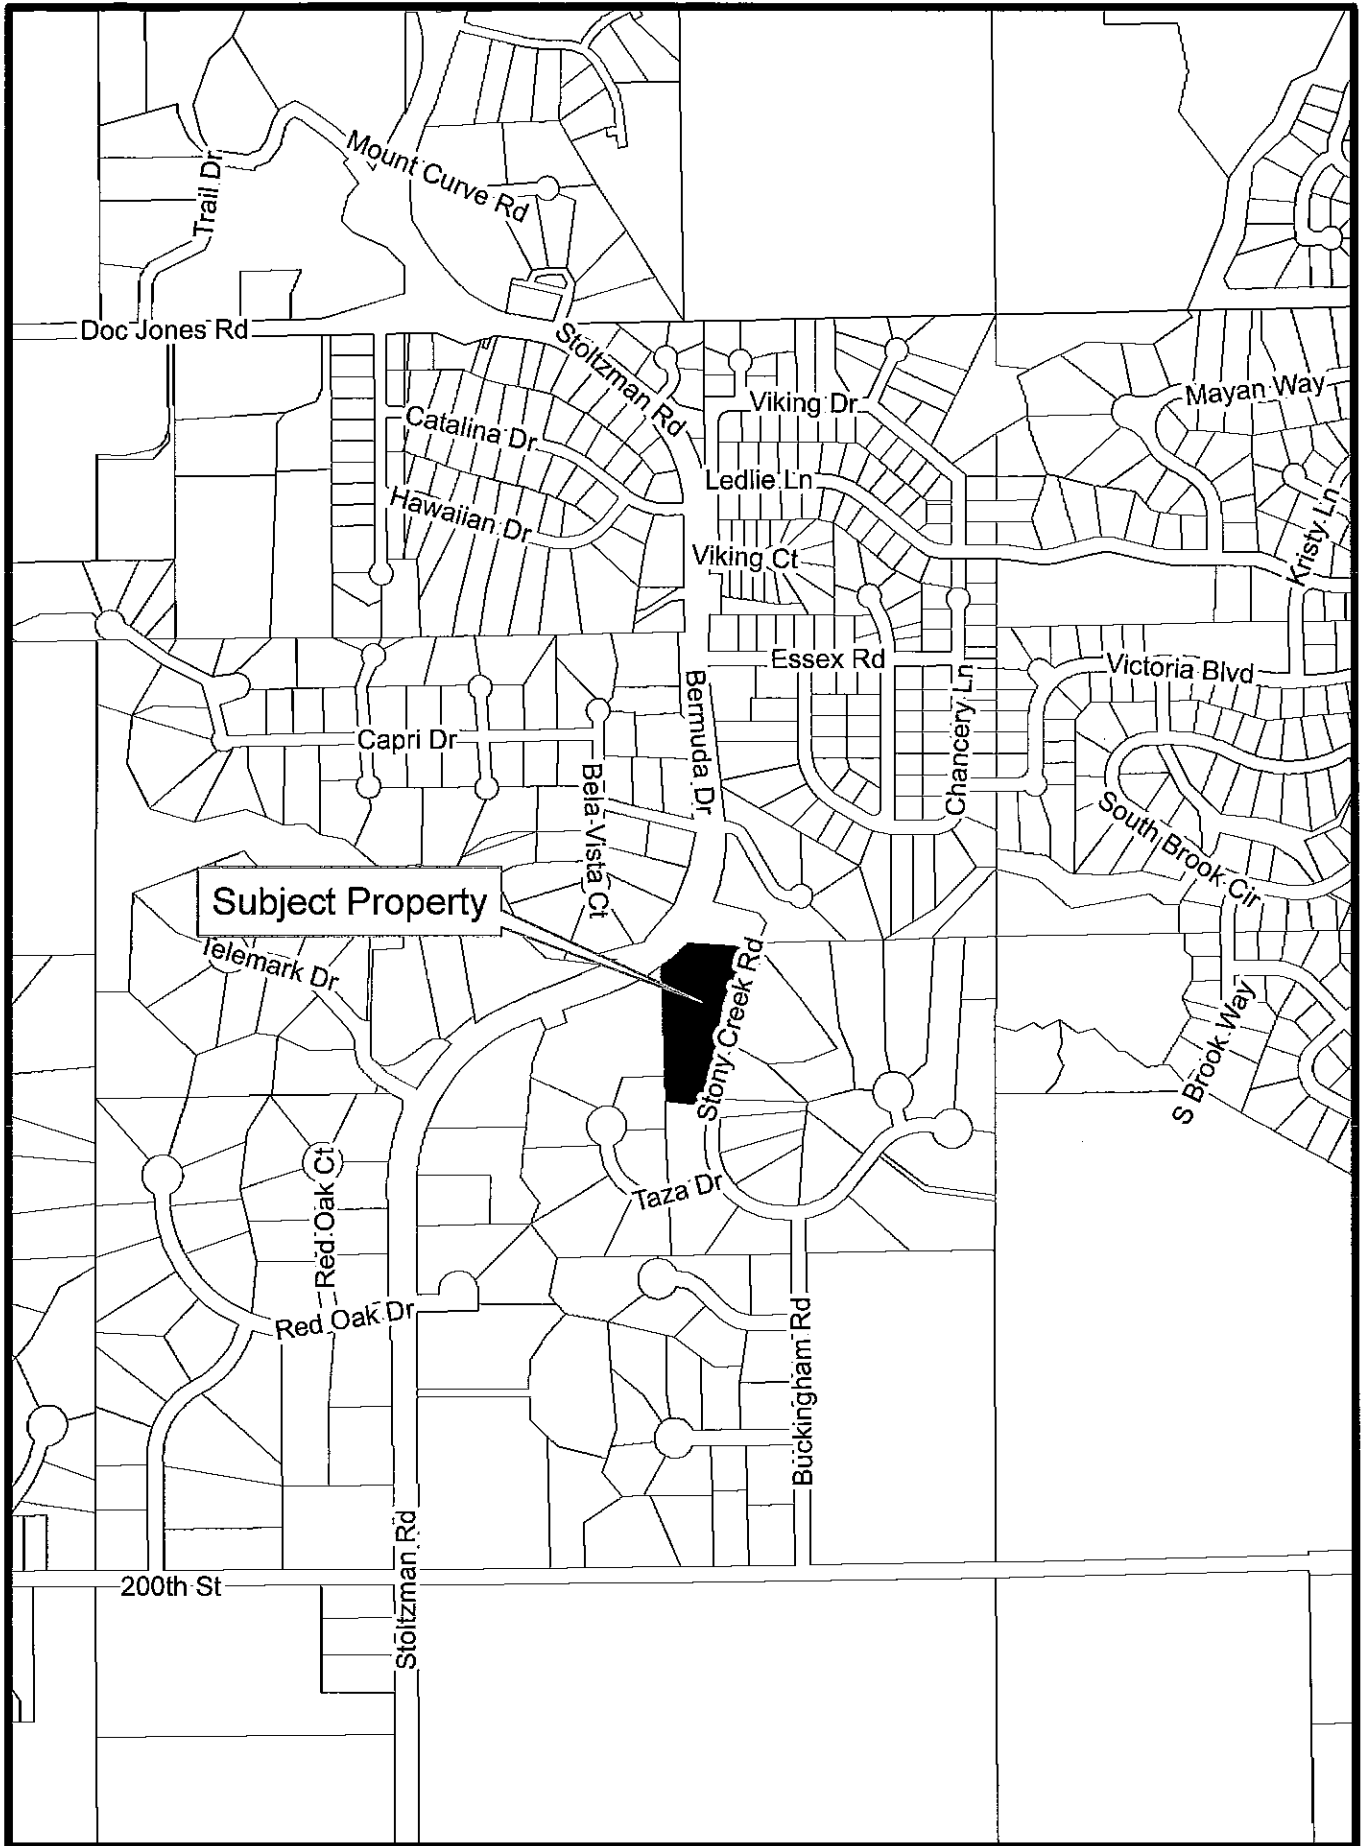 Mount Curve Rd
Trail Dr
Doc Jones Rd
Stoltzman Rd
Mayan Way
Viking Dr
Catalina Dr
Ledlie Ln
Hawaiian Dr
Kristy Ln
Viking Ct
Essex Rd
Victoria Blvd
Bermuda Dr
Chancery Ln
Capri Dr
Bela Vista Ct
South Brook Cir
Subject Property
Telemark Dr
Stony Creek Rd
S Brook Way
Red Oak Ct
Taza Dr
Red Oak Dr
Buckingham Rd
Stoltzman Rd
200th St